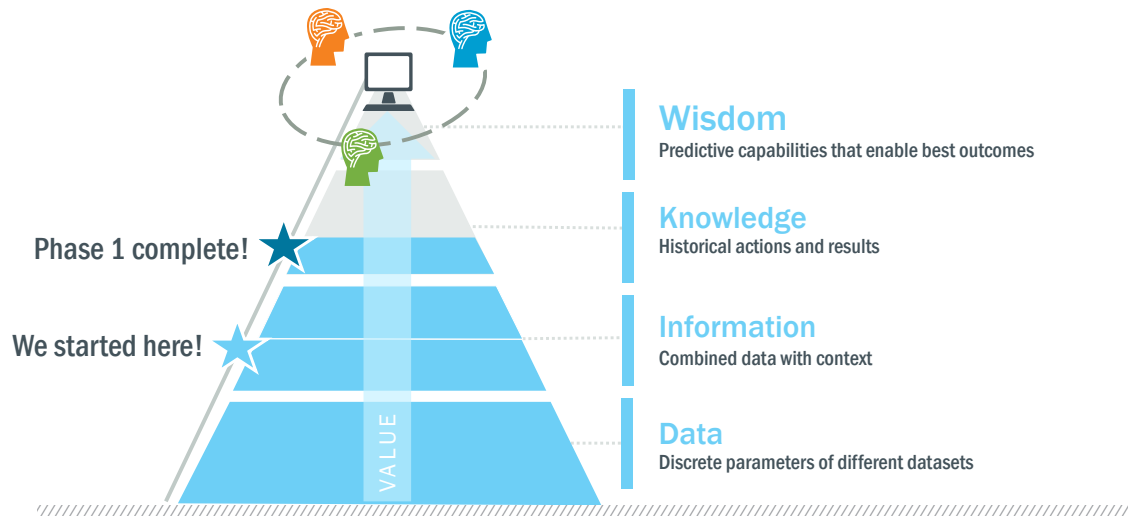 Wisdom
Predictive capabilities that enable best outcomes
Knowledge
Historical actions and results
Phase 1 complete!
Information
Combined data with context
We started here!
Data
Discrete parameters of different datasets
VALUE